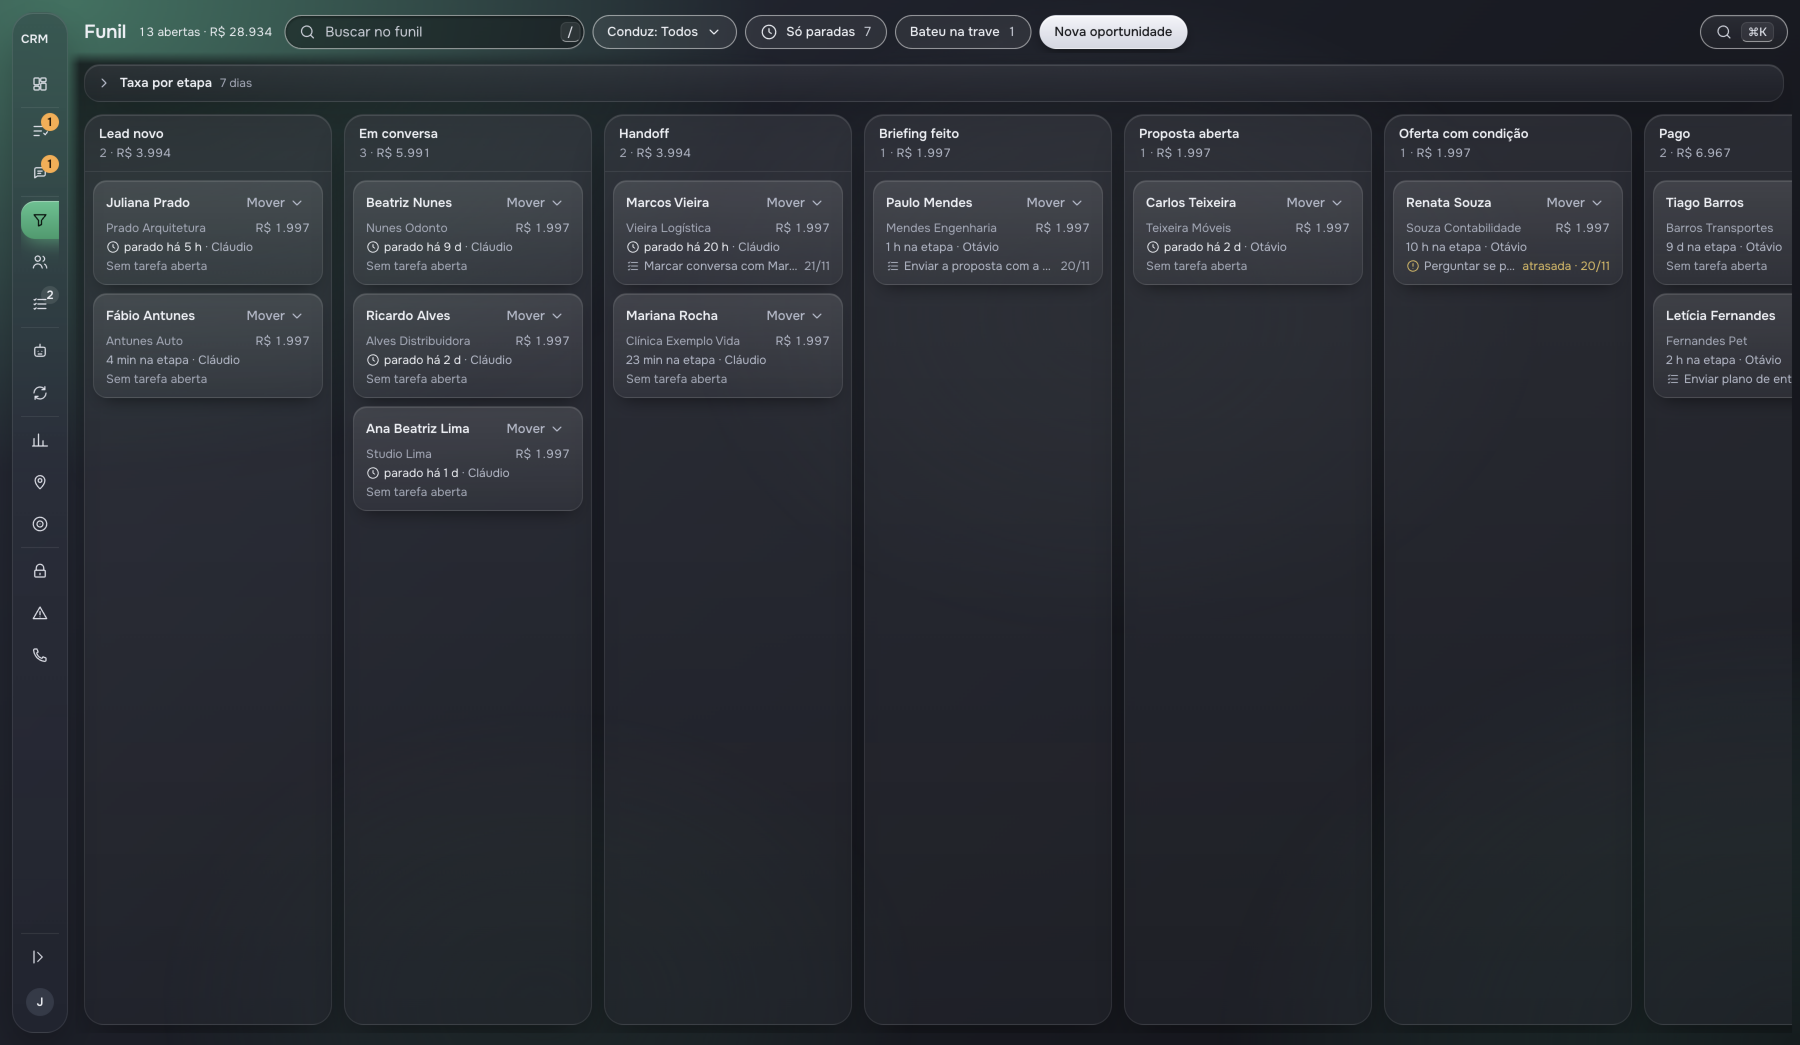 CRM
Funil 13 abertas · R$ 28.934 Buscar no funil / Conduz: Todos Só paradas 7 Bateu na trave 1 Nova oportunidade ⌘K
Taxa por etapa 7 dias
1
1
2
J
Lead novo
2 · R$ 3.994
Juliana Prado Mover
Prado Arquitetura R$ 1.997
parado há 5 h · Cláudio
Sem tarefa aberta
Fábio Antunes Mover
Antunes Auto R$ 1.997
4 min na etapa · Cláudio
Sem tarefa aberta
Em conversa
3 · R$ 5.991
Beatriz Nunes Mover
Nunes Odonto R$ 1.997
parado há 9 d · Cláudio
Sem tarefa aberta
Ricardo Alves Mover
Alves Distribuidora R$ 1.997
parado há 2 d · Cláudio
Sem tarefa aberta
Ana Beatriz Lima Mover
Studio Lima R$ 1.997
parado há 1 d · Cláudio
Sem tarefa aberta
Handoff
2 · R$ 3.994
Marcos Vieira Mover
Vieira Logística R$ 1.997
parado há 20 h · Cláudio
Marcar conversa com Mar... 21/11
Mariana Rocha Mover
Clínica Exemplo Vida R$ 1.997
23 min na etapa · Cláudio
Sem tarefa aberta
Briefing feito
1 · R$ 1.997
Paulo Mendes Mover
Mendes Engenharia R$ 1.997
1 h na etapa · Otávio
Enviar a proposta com a ... 20/11
Proposta aberta
1 · R$ 1.997
Carlos Teixeira Mover
Teixeira Móveis R$ 1.997
parado há 2 d · Otávio
Sem tarefa aberta
Oferta com condição
1 · R$ 1.997
Renata Souza Mover
Souza Contabilidade R$ 1.997
10 h na etapa · Otávio
Perguntar se p... atrasada · 20/11
Pago
2 · R$ 6.967
Tiago Barros
Barros Transportes
9 d na etapa · Otávio
Sem tarefa aberta
Letícia Fernandes
Fernandes Pet
2 h na etapa · Otávio
Enviar plano de ent